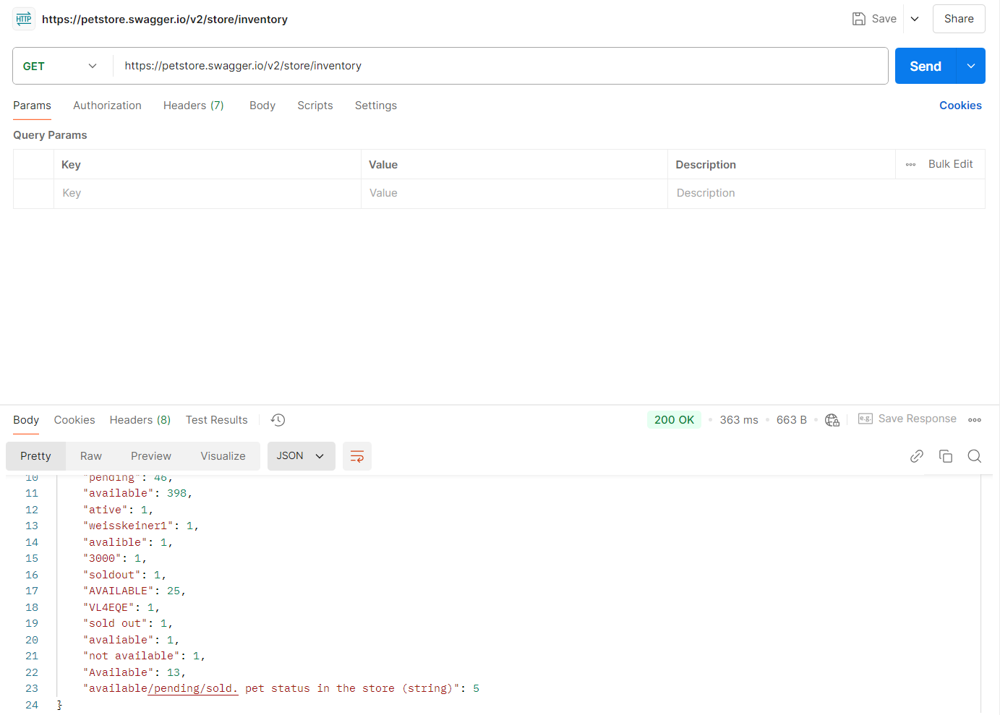 HTTP https://petstore.swagger.io/v2/store/inventory Save Share
GET https://petstore.swagger.io/v2/store/inventory Send
Params Authorization Headers (7) Body Scripts Settings Cookies
Query Params
Key Value Description Bulk Edit
Key Value Description
Body Cookies Headers (8) Test Results 200 OK 363 ms 663 B e.g. Save Response
Pretty Raw Preview Visualize JSON
10 "pending": 46,
11 "available": 398,
12 "ative": 1,
13 "weisskeiner1": 1,
14 "avalible": 1,
15 "3000": 1,
16 "soldout": 1,
17 "AVAILABLE": 25,
18 "VL4EQE": 1,
19 "sold out": 1,
20 "avaliable": 1,
21 "not available": 1,
22 "Available": 13,
23 "available/pending/sold. pet status in the store (string)": 5
24 }